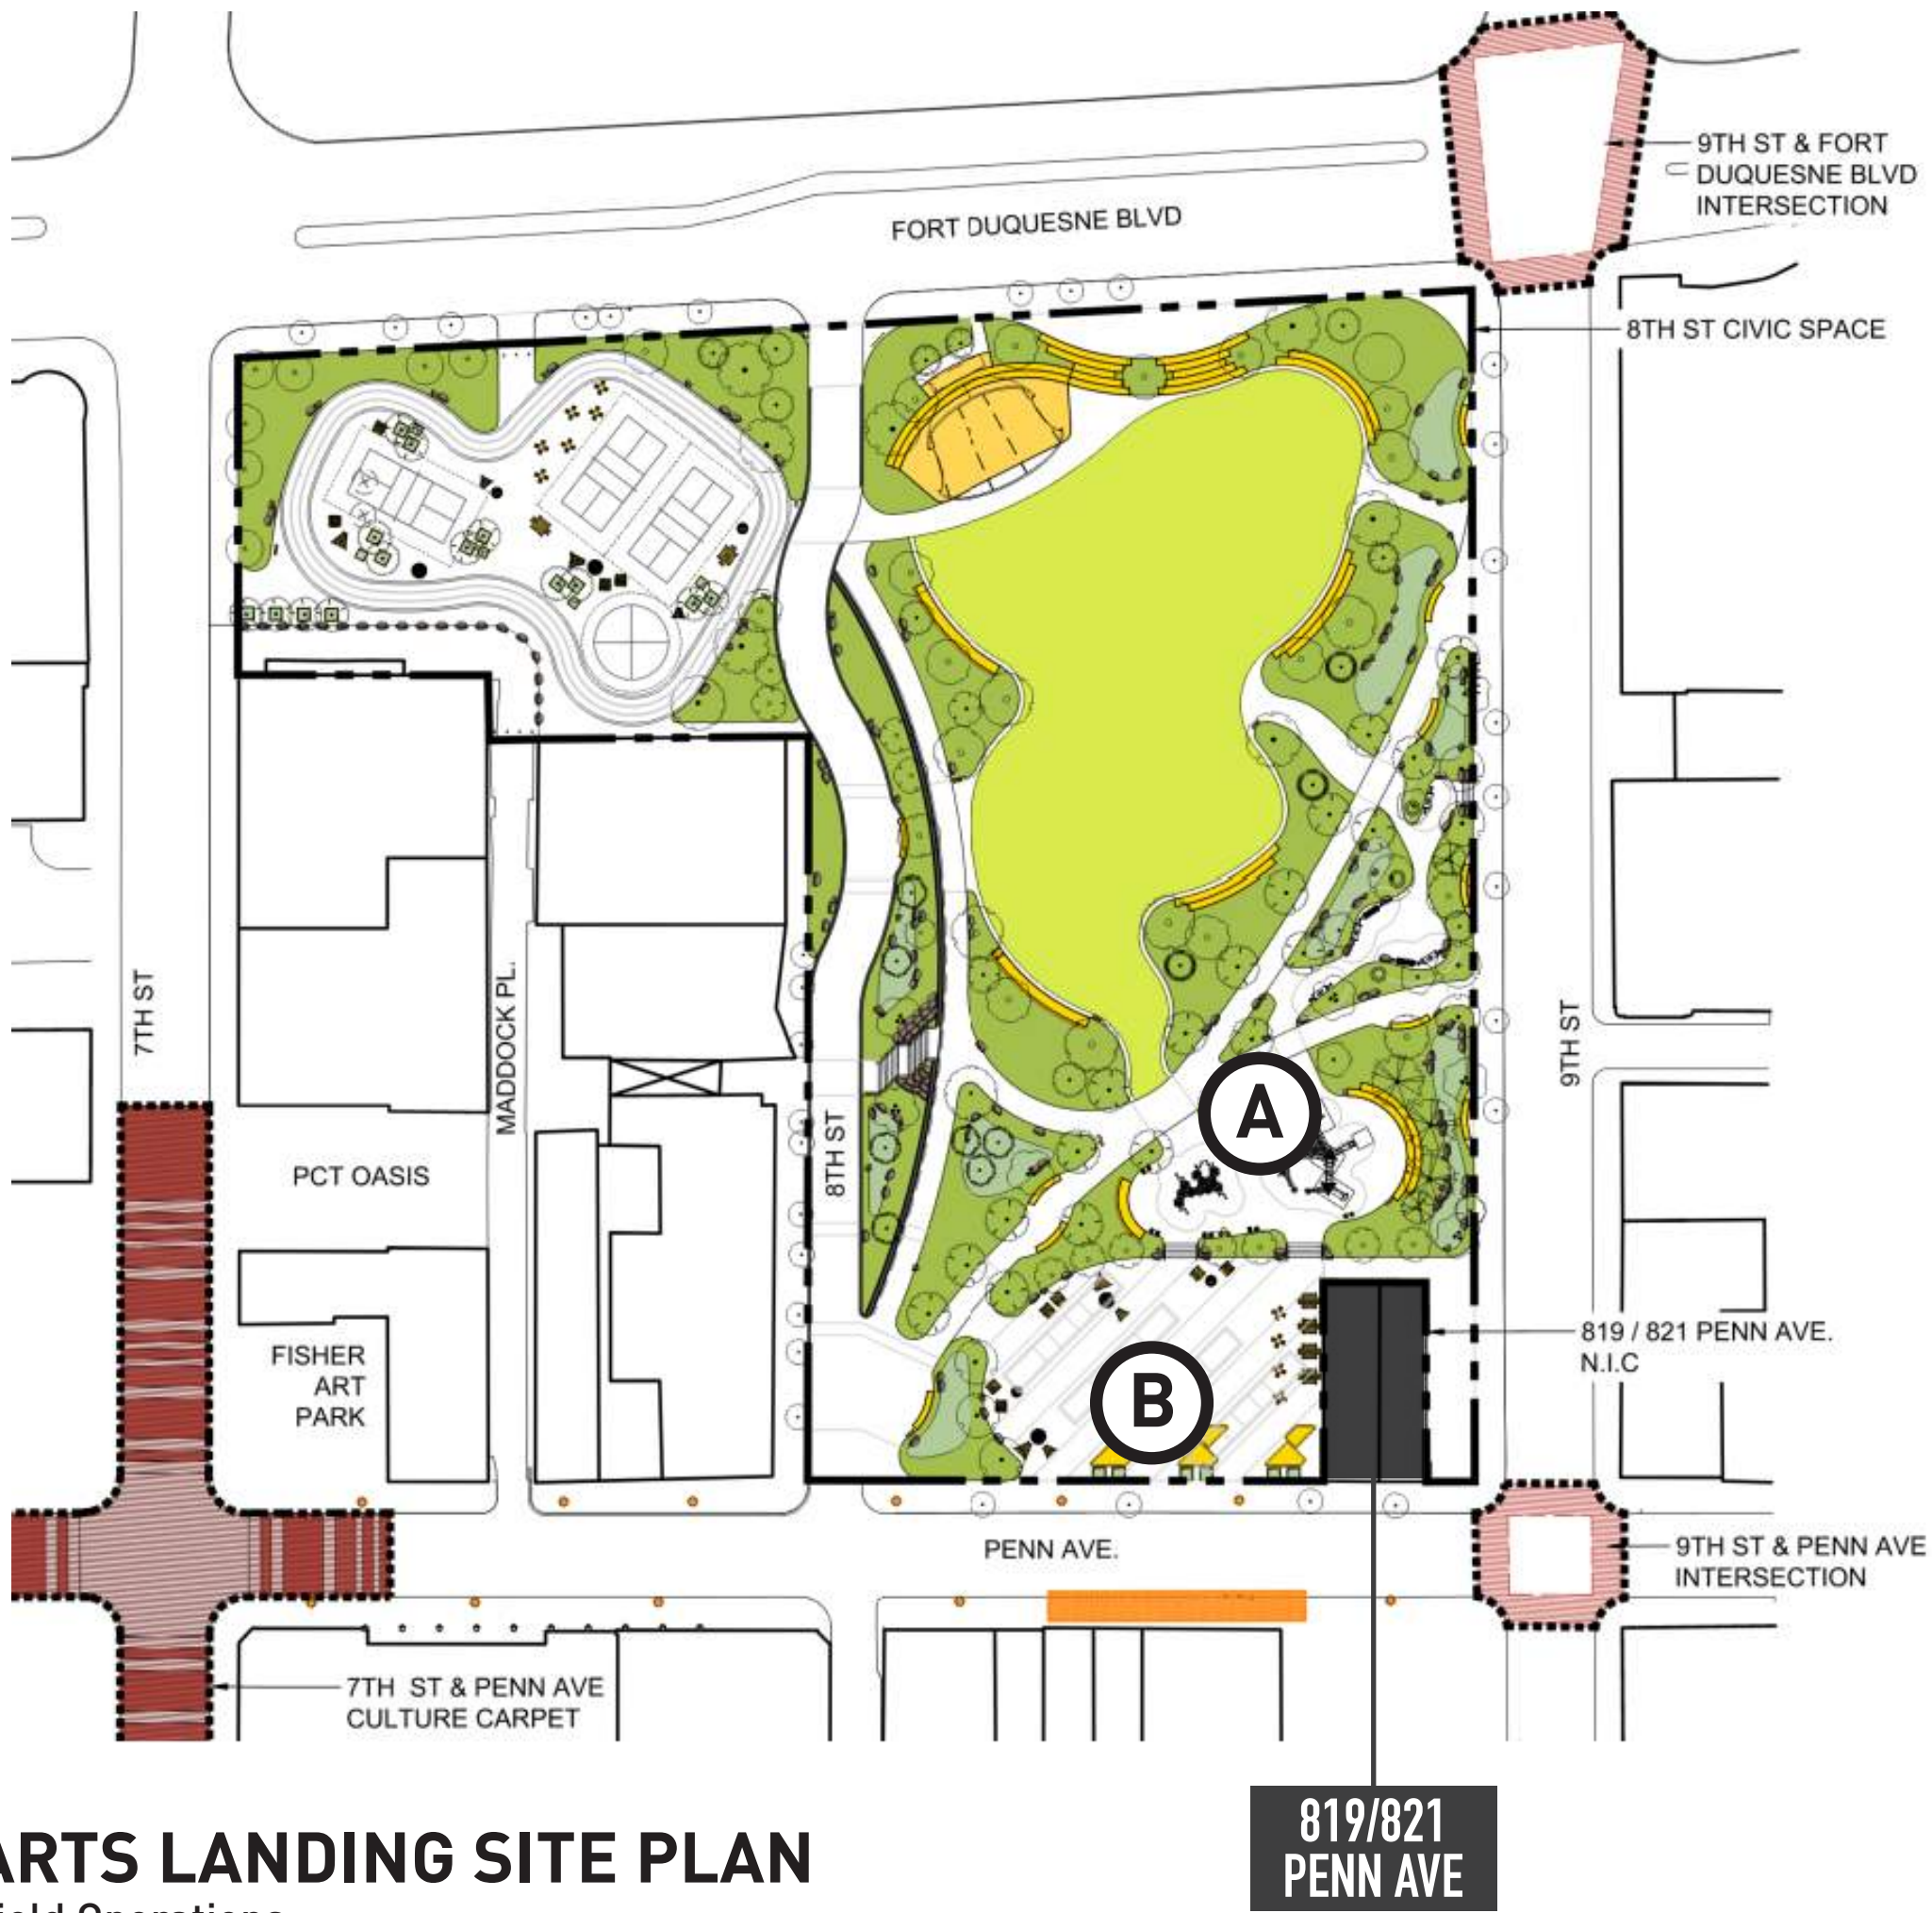 9TH ST & FORT
DUQUESNE BLVD
INTERSECTION
FORT DUQUESNE BLVD
8TH ST CIVIC SPACE
7TH ST
MADDOCK PL.
8TH ST
9TH ST
A
PCT OASIS
819 / 821 PENN AVE.
N.I.C
FISHER
ART
PARK
B
PENN AVE.
9TH ST & PENN AVE
INTERSECTION
7TH ST & PENN AVE
CULTURE CARPET
819/821
PENN AVE
ARTS LANDING SITE PLAN